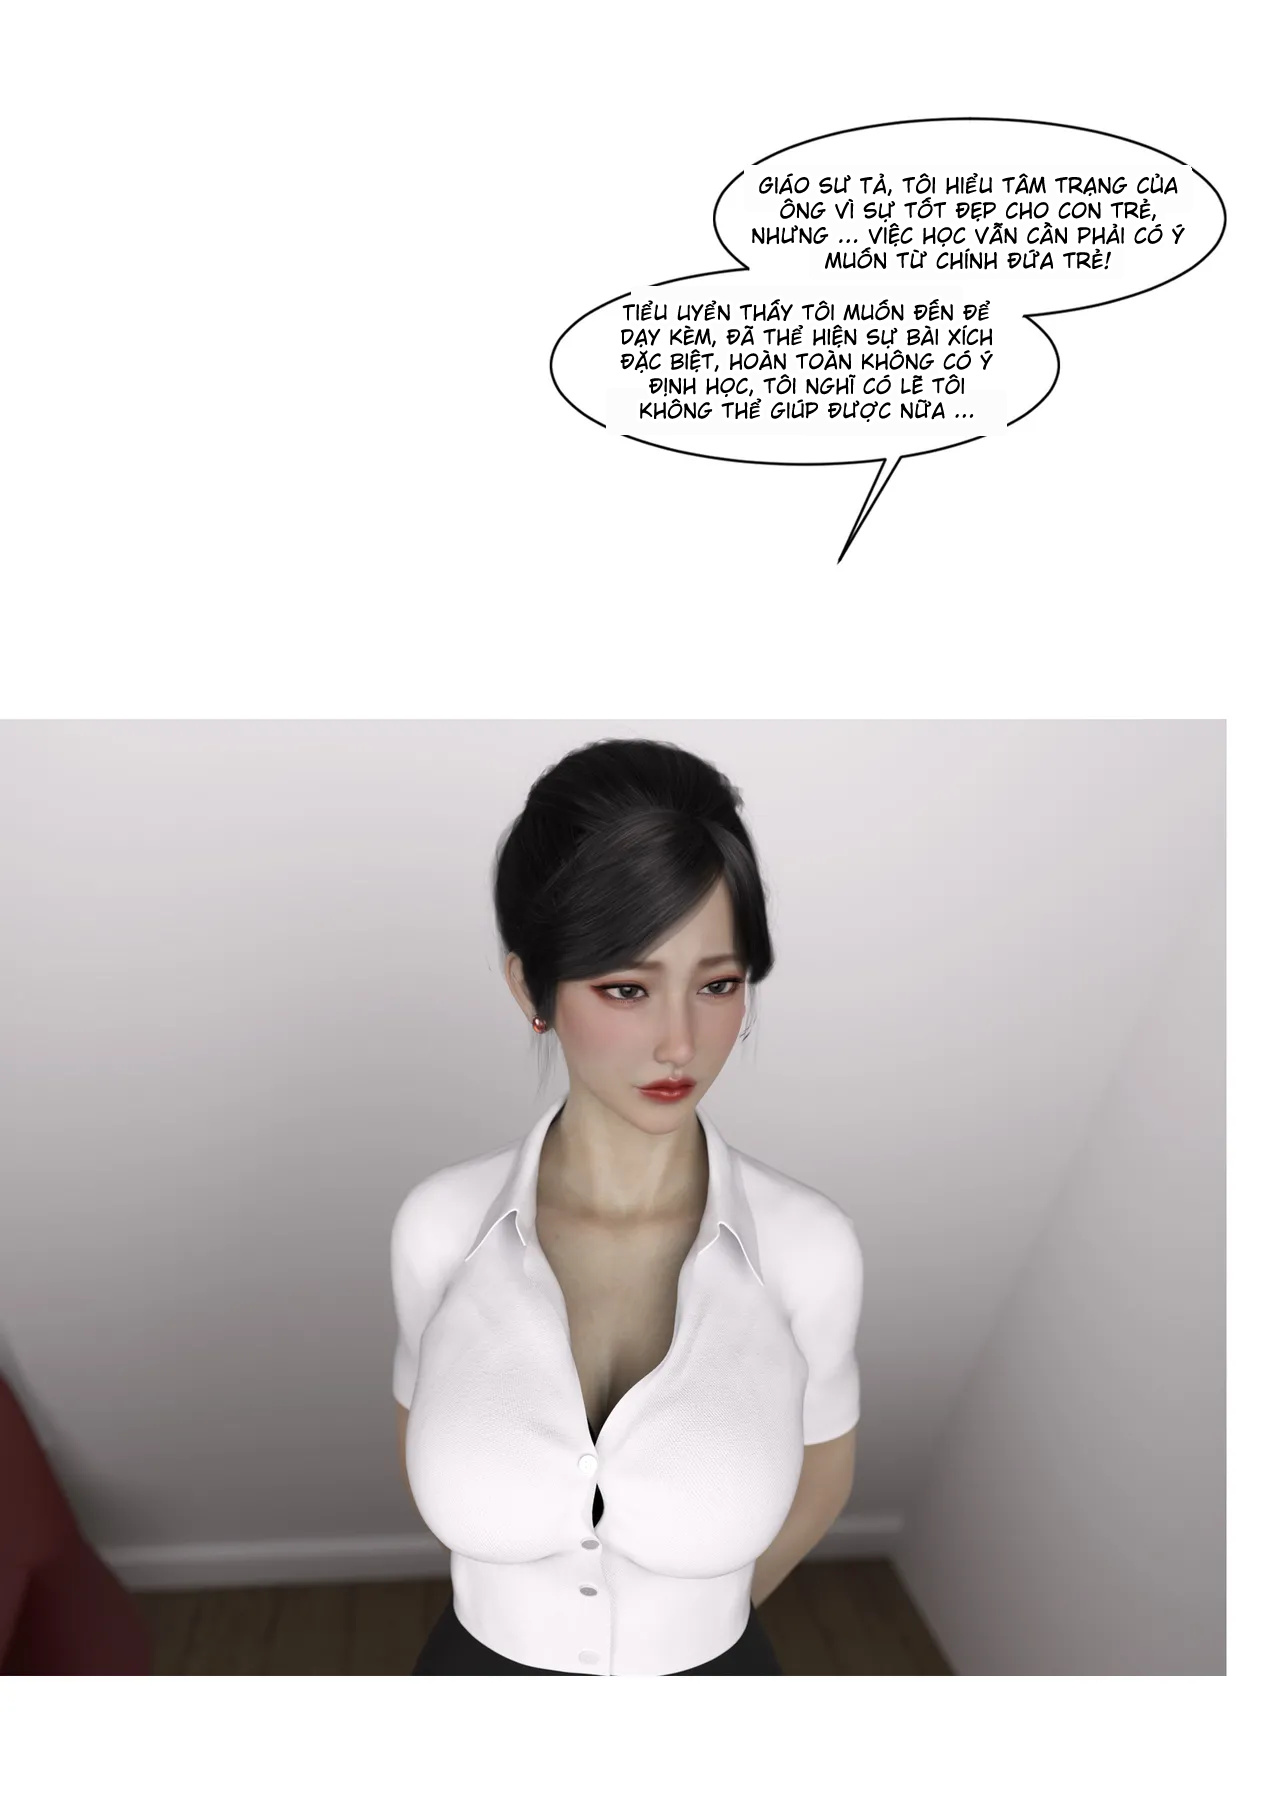 GIÁO SƯ TẢ, TÔI HIỂU TÂM TRẠNG CỦA
ÔNG VÌ SỰ TỐT ĐẸP CHO CON TRẺ,
NHƯNG ... VIỆC HỌC VẪN CẦN PHẢI CÓ Ý
MUỐN TỪ CHÍNH ĐỨA TRẺ!
TIỂU UYỂN THẤY TÔI MUỐN ĐẾN ĐỂ
DẠY KÈM, ĐÃ THỂ HIỆN SỰ BÀI XÍCH
ĐẶC BIỆT, HOÀN TOÀN KHÔNG CÓ Ý
ĐỊNH HỌC, TÔI NGHĨ CÓ LẼ TÔI
KHÔNG THỂ GIÚP ĐƯỢC NỮA ...